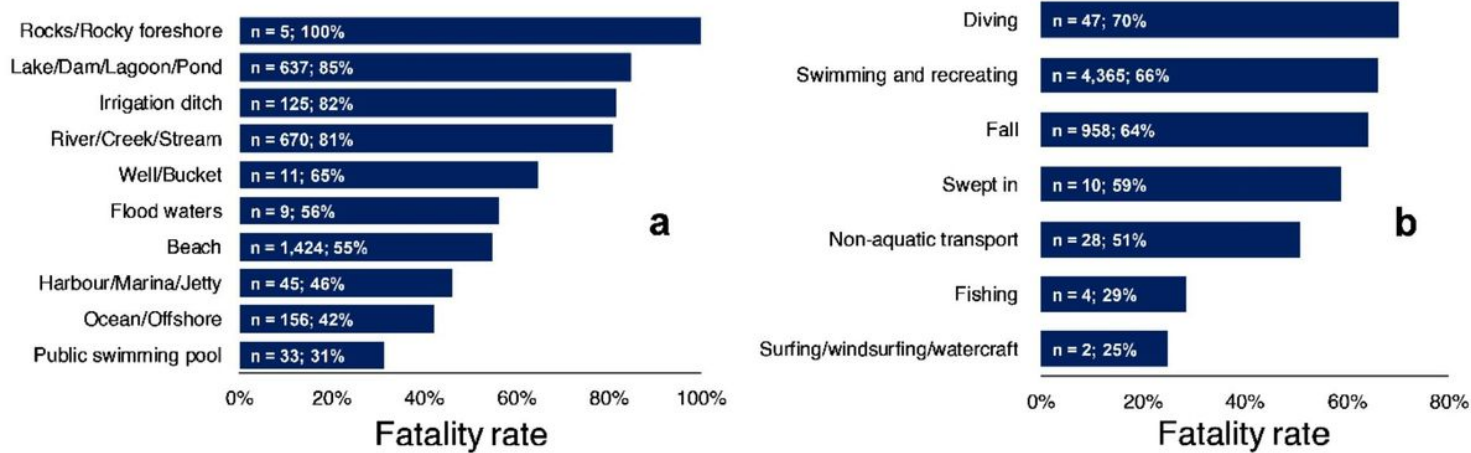 Rocks/Rocky foreshore
n = 5; 100%
Lake/Dam/Lagoon/Pond
n = 637; 85%
Irrigation ditch
n = 125; 82%
River/Creek/Stream
n = 670; 81%
Well/Bucket
n = 11; 65%
Flood waters
n = 9; 56%
Beach
n = 1,424; 55%
Harbour/Marina/Jetty
n = 45; 46%
Ocean/Offshore
n = 156; 42%
Public swimming pool
n = 33; 31%
a
0% 20% 40% 60% 80% 100%
Fatality rate
Diving
n = 47; 70%
Swimming and recreating
n = 4,365; 66%
Fall
n = 958; 64%
Swept in
n = 10; 59%
Non-aquatic transport
n = 28; 51%
Fishing
n = 4; 29%
Surfing/windsurfing/watercraft
n = 2; 25%
b
0% 20% 40% 60% 80%
Fatality rate